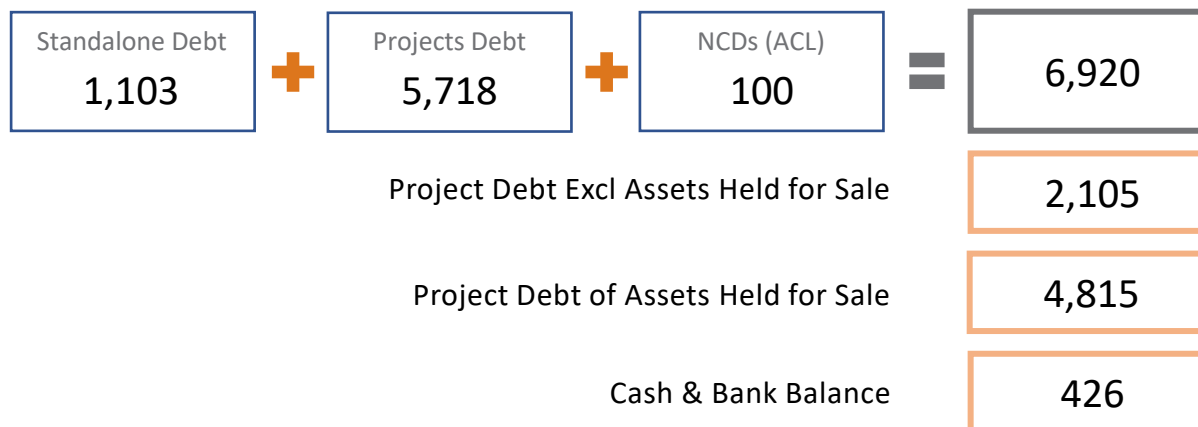 Standalone Debt
1,103
Projects Debt
5,718
NCDs (ACL)
100
6,920
Project Debt Excl Assets Held for Sale
2,105
Project Debt of Assets Held for Sale
4,815
Cash & Bank Balance
426